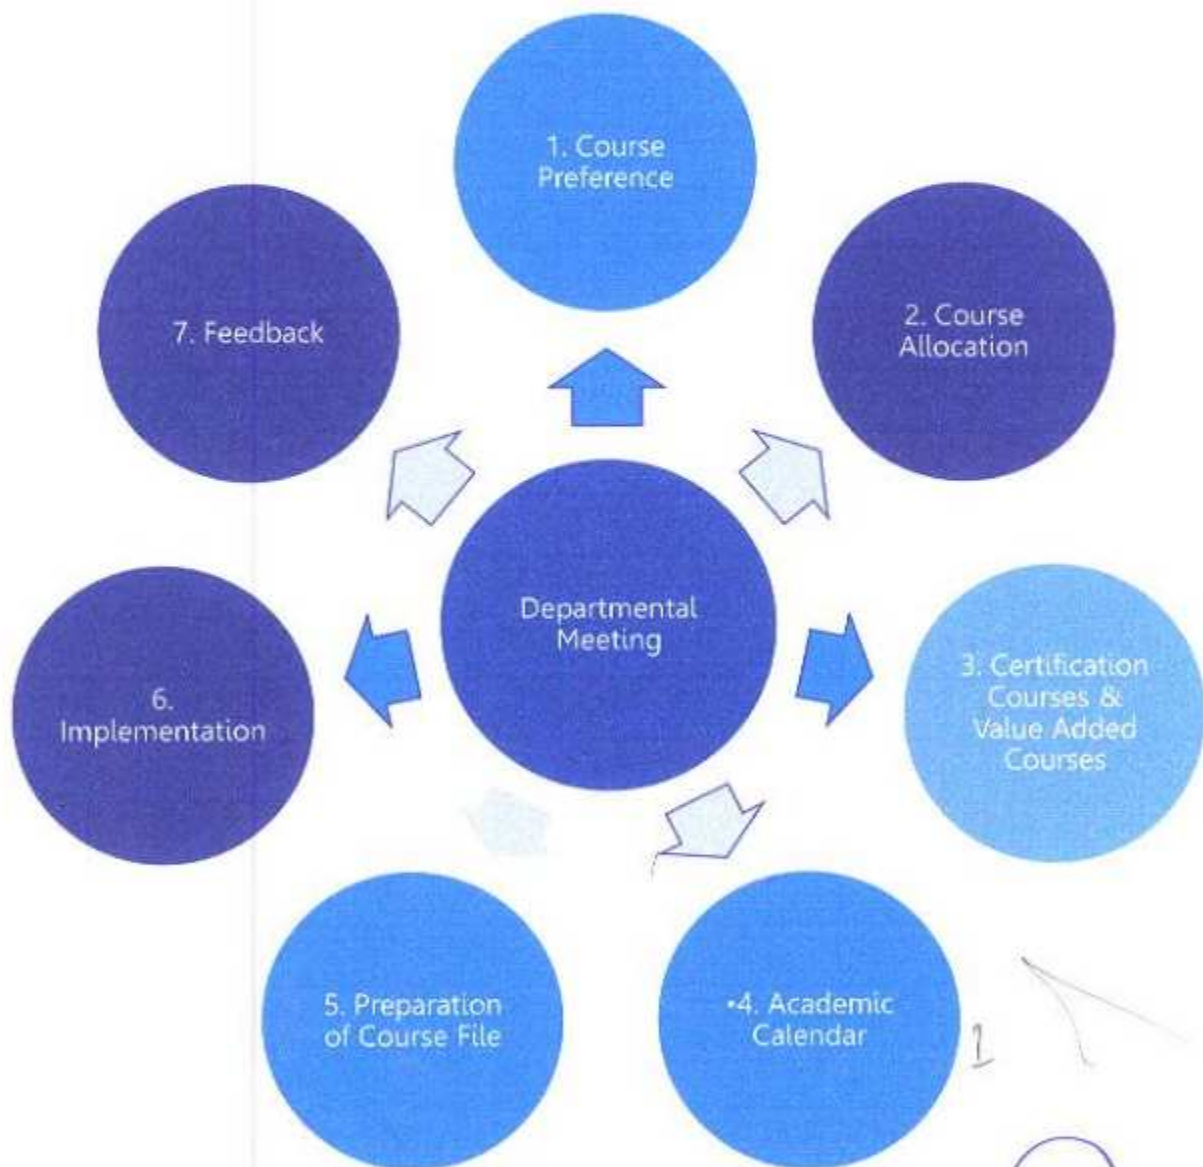 1. Course
Preference
2. Course
Allocation
3. Certification
Courses &
Value Added
Courses
•4. Academic
Calendar
1
5. Preparation
of Course File
6.
Implementation
7. Feedback
Departmental
Meeting